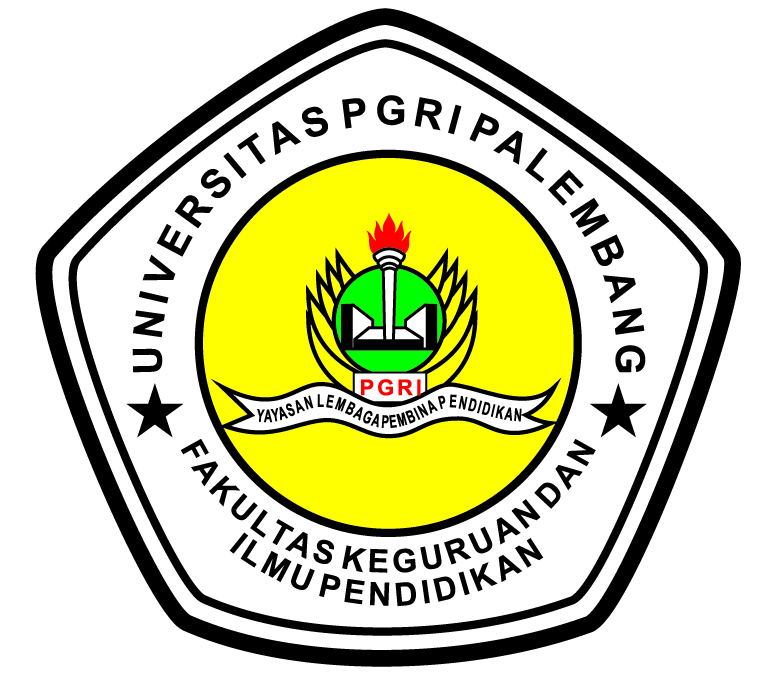 UNIVERSITAS PGRI PALEMBANG
PGRI
YAYASAN LEMBAGA PEMBINA PENDIDIKAN
FAKULTAS KEGURUAN DAN
ILMU PENDIDIKAN